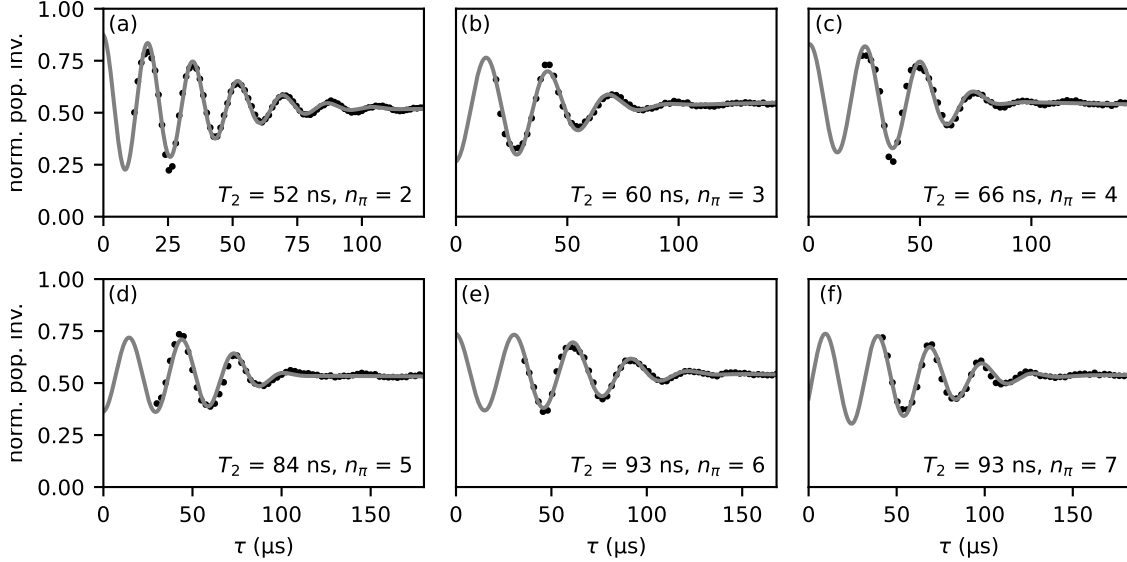 (a)
(b)
(c)
1.00
0.75
0.50
0.25
0.00
norm. pop. inv.
T₂ = 52 ns, nπ = 2
T₂ = 60 ns, nπ = 3
T₂ = 66 ns, nπ = 4
0 25 50 75 100
0 50 100
0 50 100
(d)
(e)
(f)
1.00
0.75
0.50
0.25
0.00
norm. pop. inv.
T₂ = 84 ns, nπ = 5
T₂ = 93 ns, nπ = 6
T₂ = 93 ns, nπ = 7
0 50 100 150
0 50 100 150
0 50 100 150
τ (µs)
τ (µs)
τ (µs)